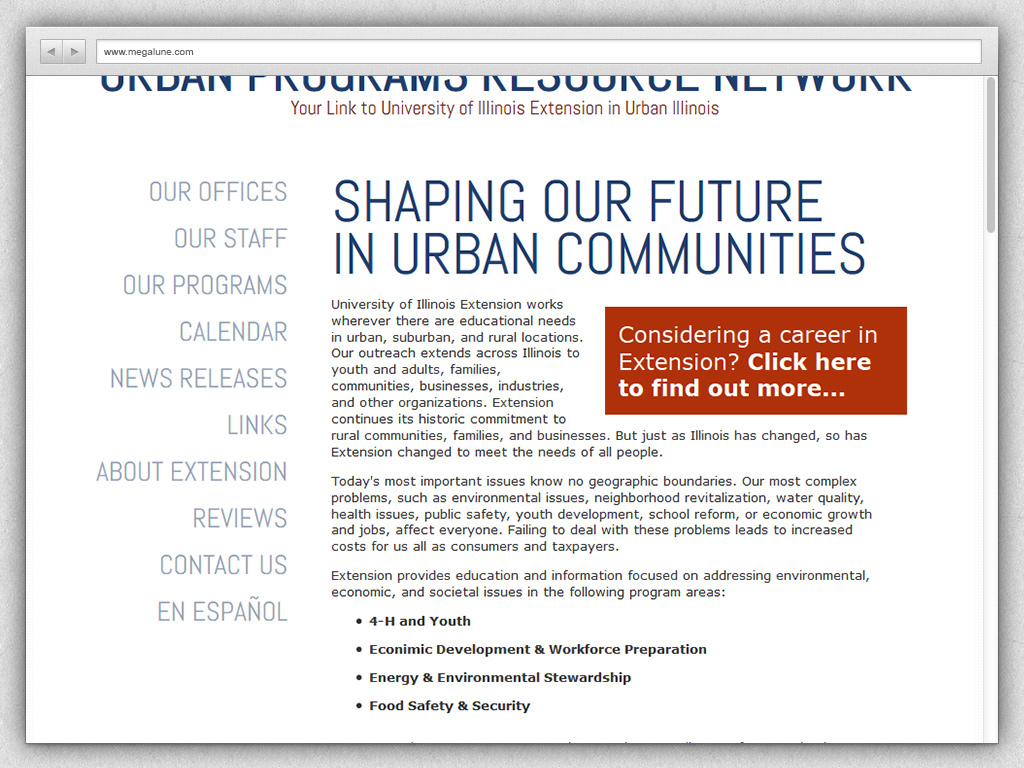 www.megalune.com
URBAN PROGRAMS RESOURCE NETWORK
Your Link to University of Illinois Extension in Urban Illinois
OUR OFFICES
OUR STAFF
OUR PROGRAMS
CALENDAR
NEWS RELEASES
LINKS
ABOUT EXTENSION
REVIEWS
CONTACT US
EN ESPAÑOL
SHAPING OUR FUTURE
IN URBAN COMMUNITIES
University of Illinois Extension works
wherever there are educational needs
in urban, suburban, and rural locations.
Our outreach extends across Illinois to
youth and adults, families,
communities, businesses, industries,
and other organizations. Extension
continues its historic commitment to
rural communities, families, and businesses. But just as Illinois has changed, so has
Extension changed to meet the needs of all people.
Considering a career in
Extension? Click here
to find out more...
Today's most important issues know no geographic boundaries. Our most complex
problems, such as environmental issues, neighborhood revitalization, water quality,
health issues, public safety, youth development, school reform, or economic growth
and jobs, affect everyone. Failing to deal with these problems leads to increased
costs for us all as consumers and taxpayers.
Extension provides education and information focused on addressing environmental,
economic, and societal issues in the following program areas:
• 4-H and Youth
• Econimic Development & Workforce Preparation
• Energy & Environmental Stewardship
• Food Safety & Security